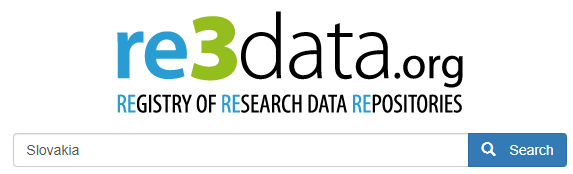 re3data.org
REGISTRY OF RESEARCH DATA REPOSITORIES
Slovakia Search